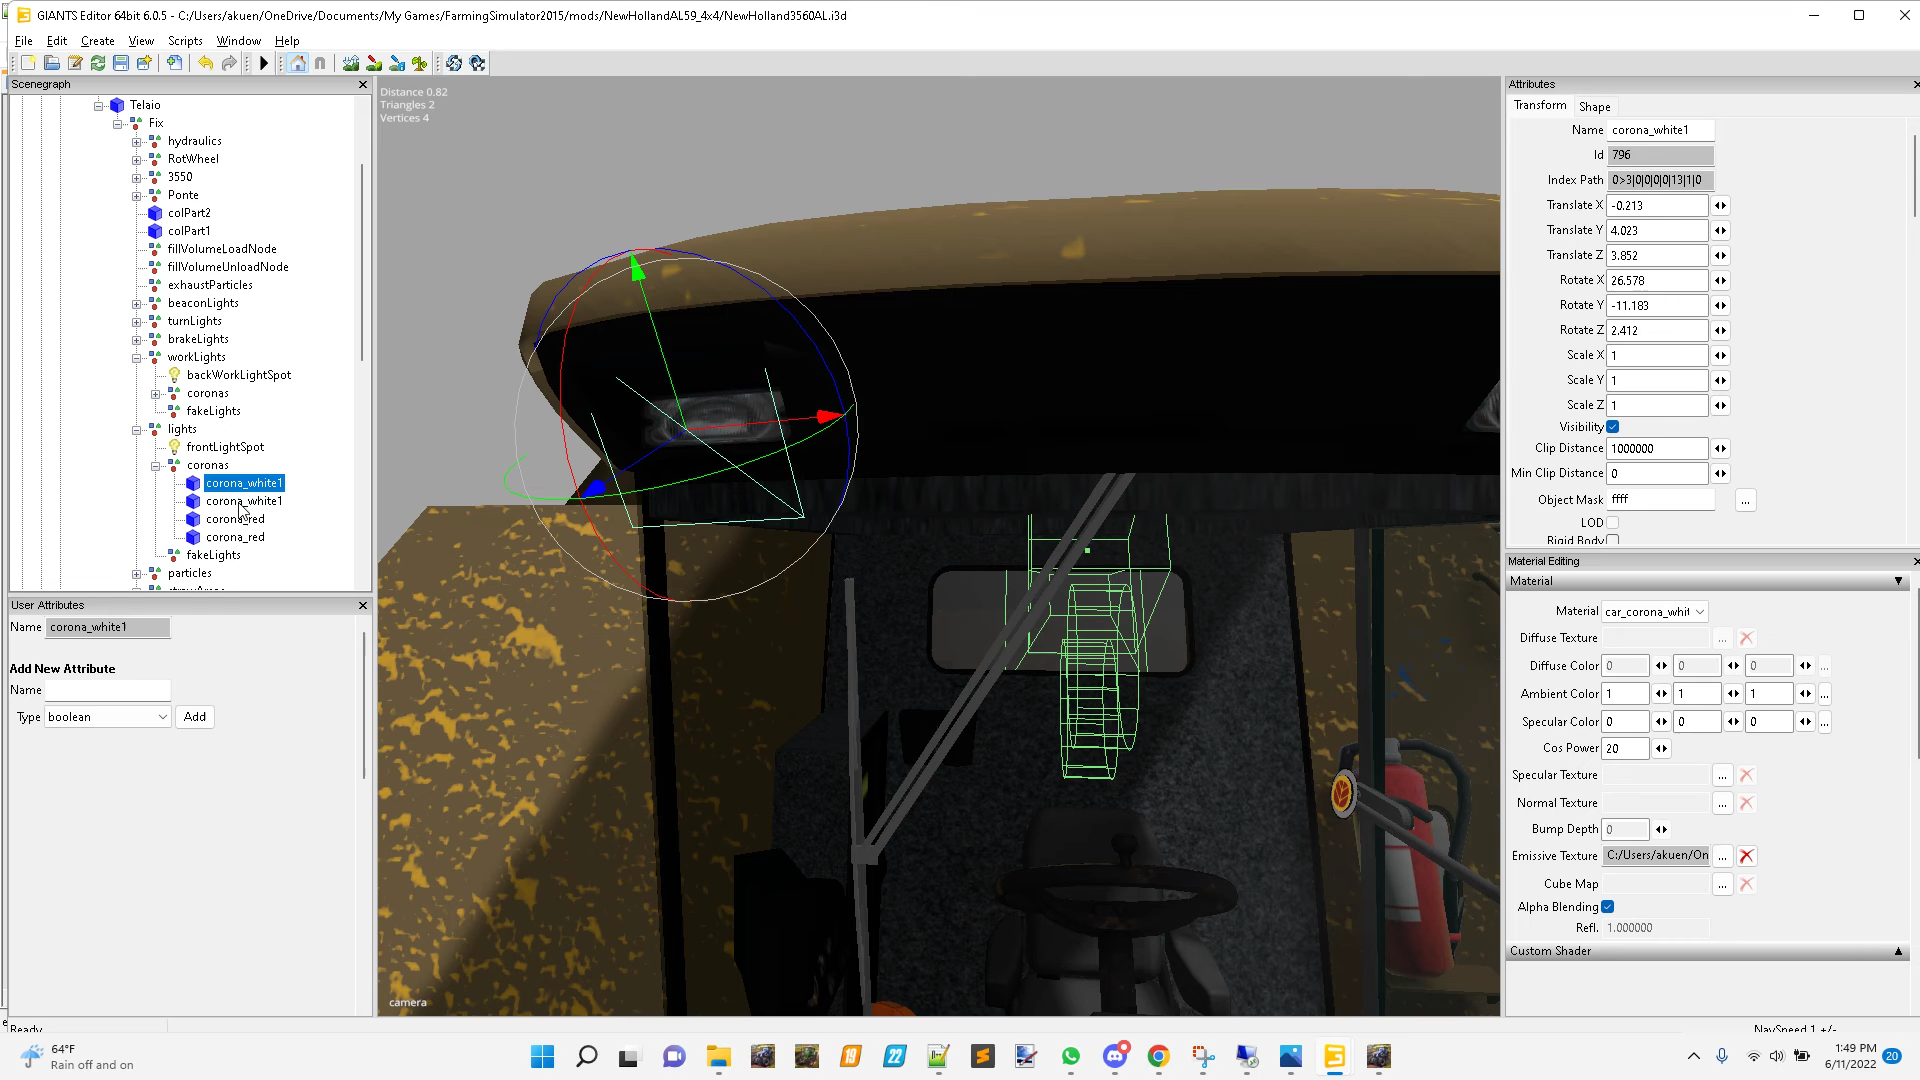 GIANTS Editor 64bit 6.0.5 - C:/Users/akuen/OneDrive/Documents/My Games/FarmingSimulator2015/mods/NewHollandAL59_4x4/NewHolland3560AL.i3d
File Edit Create View Scripts Window Help
Scenegraph
Telaio
Fix
hydraulics
RotWheel
3550
Ponte
colPart2
colPart1
fillVolumeLoadNode
fillVolumeUnloadNode
exhaustParticles
beaconLights
turnLights
brakeLights
workLights
backWorkLightSpot
coronas
fakeLights
lights
frontLightSpot
coronas
corona_white1
corona_white1
corona_red
corona_red
fakeLights
particles
User Attributes
Name corona_white1
Add New Attribute
Name
Type boolean Add
Ready
Distance 0.82
Triangles 2
Vertices 4
camera
Attributes
Transform Shape
Name corona_white1
Id 796
Index Path 0>3|0|0|0|0|13|1|0
Translate X -0.213
Translate Y 4.023
Translate Z 3.852
Rotate X 26.578
Rotate Y -11.183
Rotate Z 2.412
Scale X 1
Scale Y 1
Scale Z 1
Visibility
Clip Distance 1000000
Min Clip Distance 0
Object Mask ffff ...
LOD
Rigid Body
Material Editing
Material
Material car_corona_whit
Diffuse Texture ...
Diffuse Color 0 0 0 ...
Ambient Color 1 1 1 ...
Specular Color 0 0 0 ...
Cos Power 20
Specular Texture ...
Normal Texture ...
Bump Depth 0
Emissive Texture C:/Users/akuen/On ...
Cube Map ...
Alpha Blending
Refl. 1.000000
Custom Shader
NavSpeed 1 +/-
64°F
Rain off and on
19
22
1:49 PM
6/11/2022
20